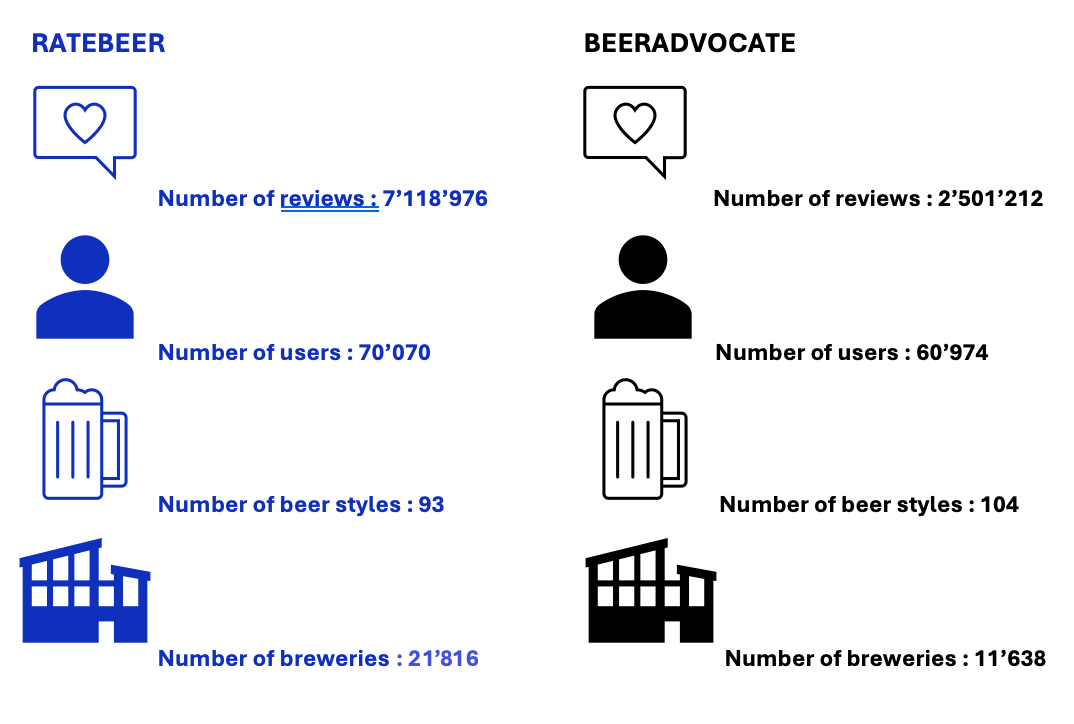 RATEBEER
Number of reviews : 7’118’976
Number of users : 70’070
Number of beer styles : 93
Number of breweries : 21’816
BEERADVOCATE
Number of reviews : 2’501’212
Number of users : 60’974
Number of beer styles : 104
Number of breweries : 11’638